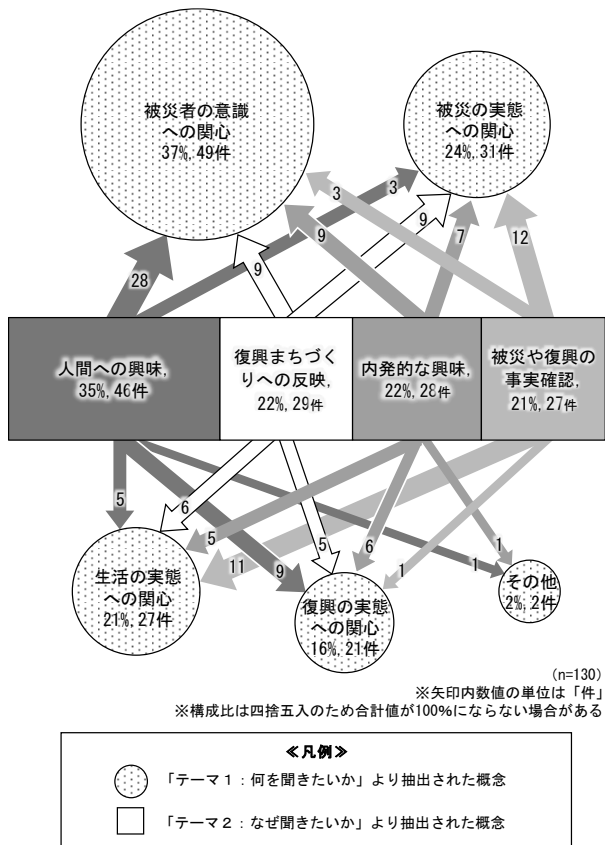 被災者の意識
への関心
37%, 49件
被災の実態
への関心
24%, 31件
3
3
9
9
7
12
9
28
人間への興味,
35%, 46件
復興まちづく
りへの反映,
22%, 29件
内発的な興味,
22%, 28件
被災や復興の
事実確認,
21%, 27件
5
6
5
11
9
5
6
1
1
1
生活の実態
への関心
21%, 27件
復興の実態
への関心
16%, 21件
その他
2%, 2件
(n=130)
※矢印内数値の単位は「件」
※構成比は四捨五入のため合計値が100%にならない場合がある
≪凡例≫
「テーマ1：何を聞きたいか」より抽出された概念
「テーマ2：なぜ聞きたいか」より抽出された概念